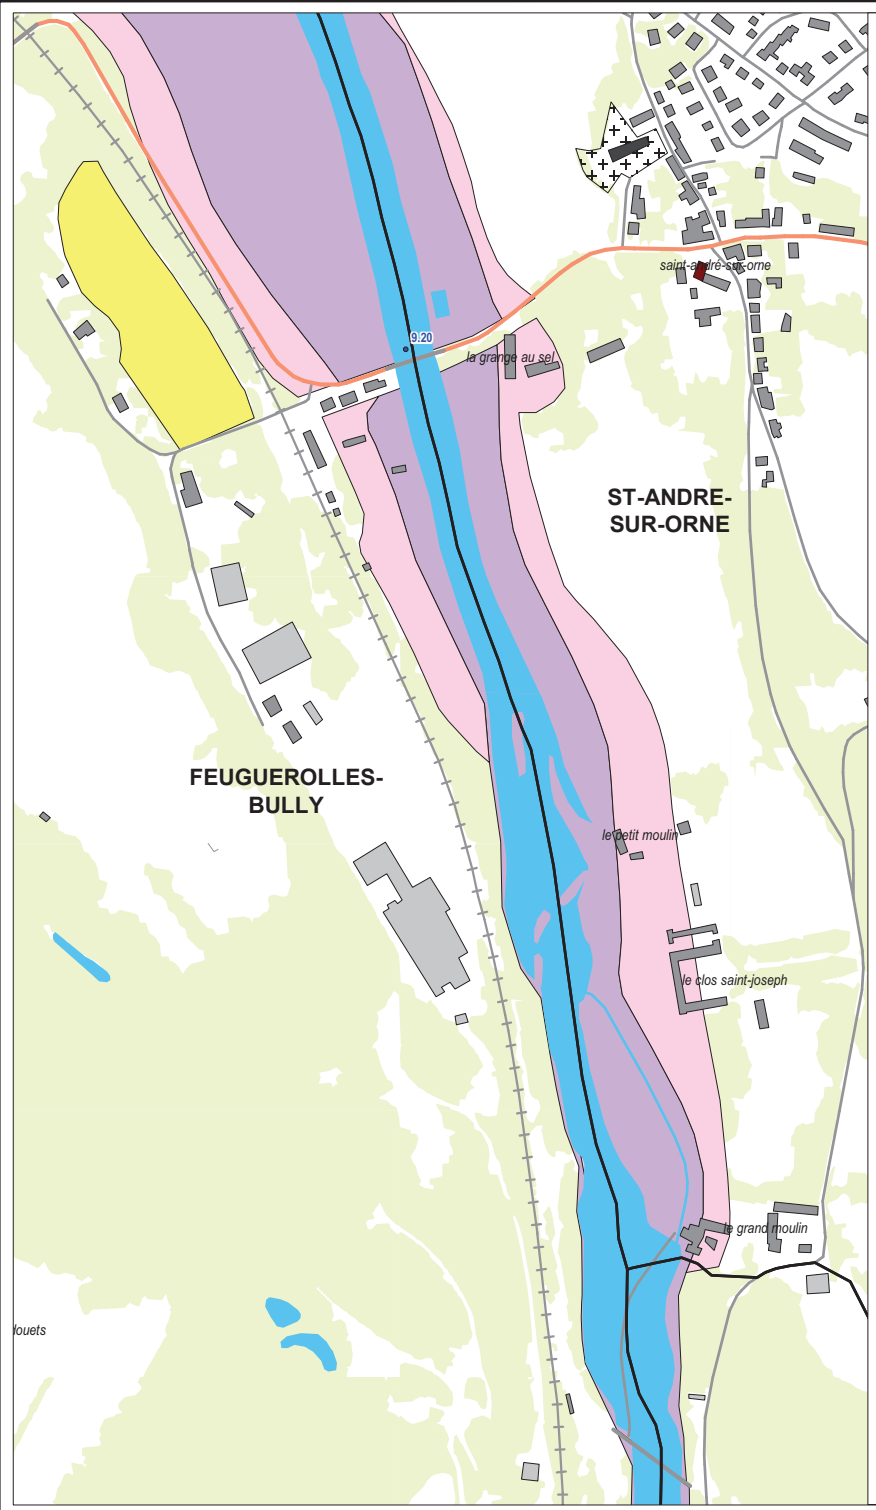 saint-andré-sur-orne
9.20
la grange au sel
ST-ANDRE-
SUR-ORNE
FEUGUEROLLES-
BULLY
le petit moulin
le clos saint-joseph
le grand moulin
douets